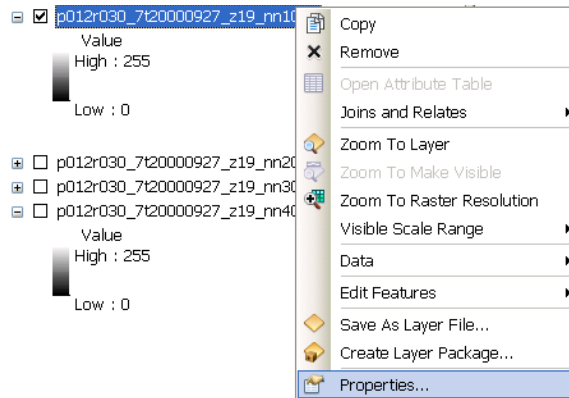 p012r030_7t20000927_z19_nn10
Value
High : 255
Low : 0
p012r030_7t20000927_z19_nn20
p012r030_7t20000927_z19_nn30
p012r030_7t20000927_z19_nn40
Value
High : 255
Low : 0
Copy
Remove
Open Attribute Table
Joins and Relates
Zoom To Layer
Zoom To Make Visible
Zoom To Raster Resolution
Visible Scale Range
Data
Edit Features
Save As Layer File...
Create Layer Package...
Properties...